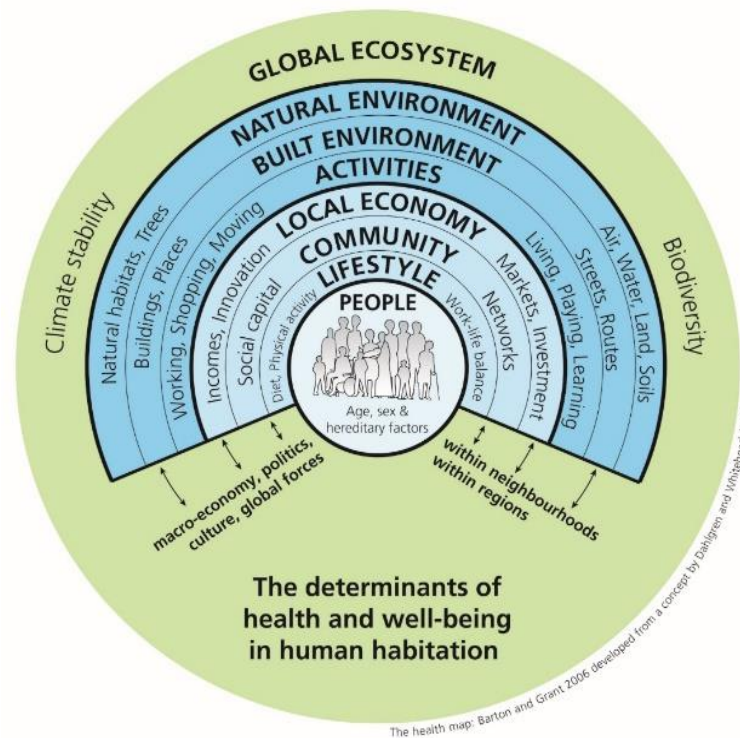 GLOBAL ECOSYSTEM
NATURAL ENVIRONMENT
BUILT ENVIRONMENT
ACTIVITIES
LOCAL ECONOMY
COMMUNITY
LIFESTYLE
PEOPLE
Age, sex &
hereditary factors
Climate stability
Natural habitats, Trees
Buildings, Places
Working, Shopping, Moving
Incomes, Innovation
Social capital
Diet, Physical activity
Work-life balance
Networks
Markets, Investment
Living, Playing, Learning
Streets, Routes
Air, Water, Land, Soils
Biodiversity
macro-economy, politics,
culture, global forces
within neighbourhoods
within regions
The determinants of
health and well-being
in human habitation
The health map: Barton and Grant 2006 developed from a concept by Dahlgren and Whitehead